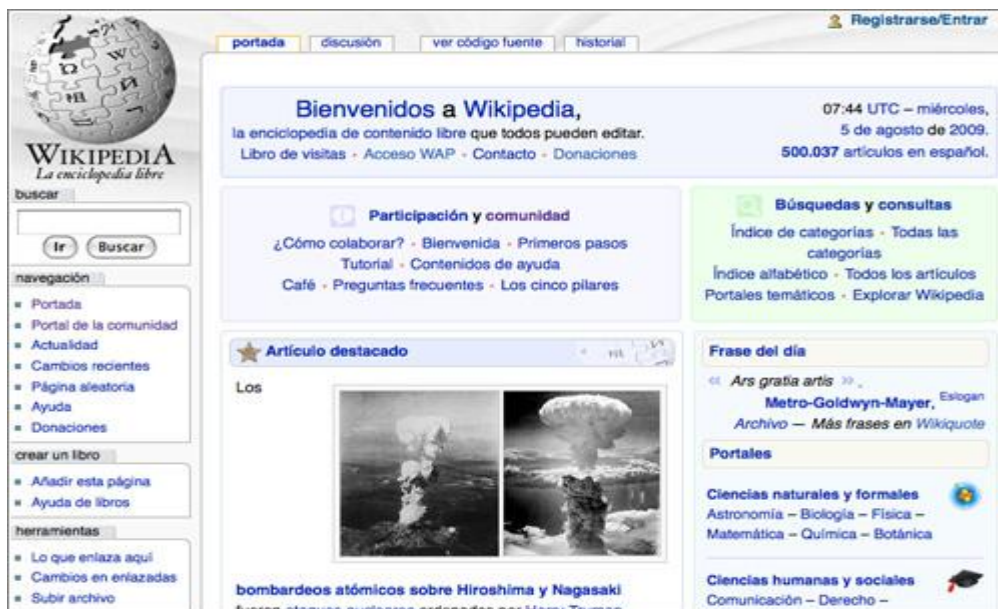 Registrarse/Entrar
portada discusión ver código fuente historial
WIKIPEDIA
La enciclopedia libre
buscar
Ir Buscar
navegación
Portada
Portal de la comunidad
Actualidad
Cambios recientes
Página aleatoria
Ayuda
Donaciones
crear un libro
Añadir esta página
Ayuda de libros
herramientas
Lo que enlaza aquí
Cambios en enlazadas
Subir archivo
Bienvenidos a Wikipedia,
la enciclopedia de contenido libre que todos pueden editar.
Libro de visitas · Acceso WAP · Contacto · Donaciones
07:44 UTC – miércoles,
5 de agosto de 2009.
500.037 artículos en español.
Participación y comunidad
¿Cómo colaborar? · Bienvenida · Primeros pasos
Tutorial · Contenidos de ayuda
Café · Preguntas frecuentes · Los cinco pilares
Búsquedas y consultas
Índice de categorías · Todas las
categorías
Índice alfabético · Todos los artículos
Portales temáticos · Explorar Wikipedia
Artículo destacado
Los
bombardeos atómicos sobre Hiroshima y Nagasaki
fueron ataques nucleares ordenados por Harry Truman
Frase del día
« Ars gratia artis ».
Metro-Goldwyn-Mayer, Eslogan
Archivo — Más frases en Wikiquote
Portales
Ciencias naturales y formales
Astronomía – Biología – Física –
Matemática – Química – Botánica
Ciencias humanas y sociales
Comunicación – Derecho –